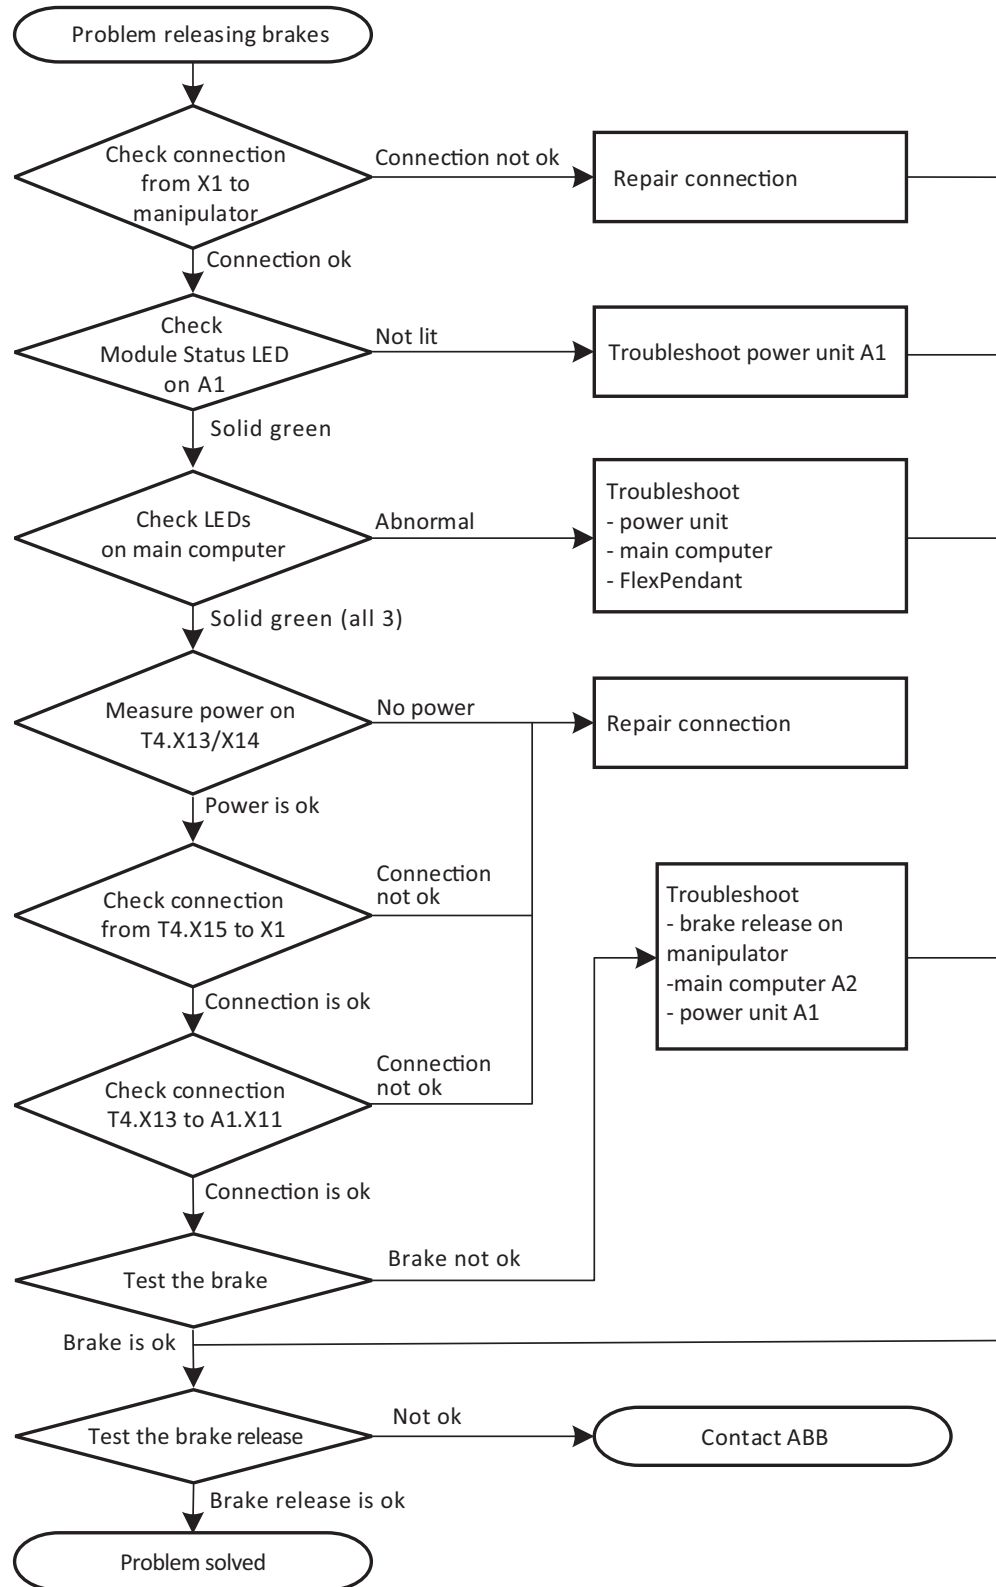 Problem releasing brakes
Check connection
from X1 to
manipulator
Connection not ok
Repair connection
Connection ok
Check
Module Status LED
on A1
Not lit
Troubleshoot power unit A1
Solid green
Check LEDs
on main computer
Abnormal
Troubleshoot
- power unit
- main computer
- FlexPendant
Solid green (all 3)
Measure power on
T4.X13/X14
No power
Repair connection
Power is ok
Check connection
from T4.X15 to X1
Connection
not ok
Troubleshoot
- brake release on
manipulator
-main computer A2
- power unit A1
Connection is ok
Check connection
T4.X13 to A1.X11
Connection
not ok
Connection is ok
Test the brake
Brake not ok
Brake is ok
Test the brake release
Not ok
Contact ABB
Brake release is ok
Problem solved